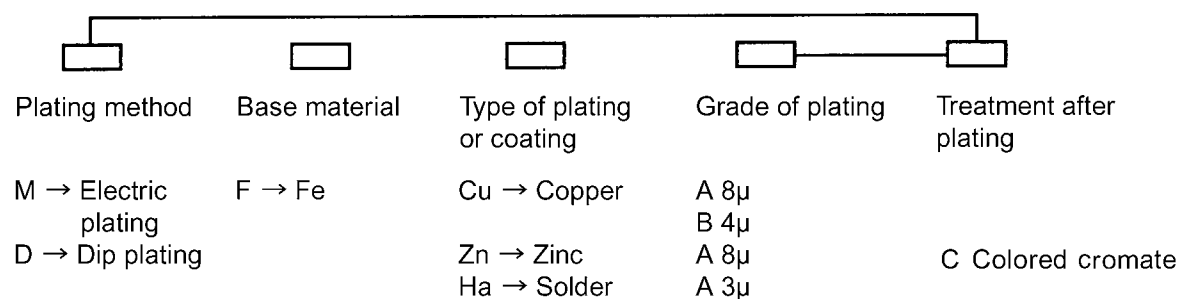 Plating method Base material Type of plating Grade of plating Treatment after
or coating plating
M → Electric F → Fe Cu → Copper A 8µ
plating B 4µ
D → Dip plating Zn → Zinc A 8µ C Colored cromate
Ha → Solder A 3µ